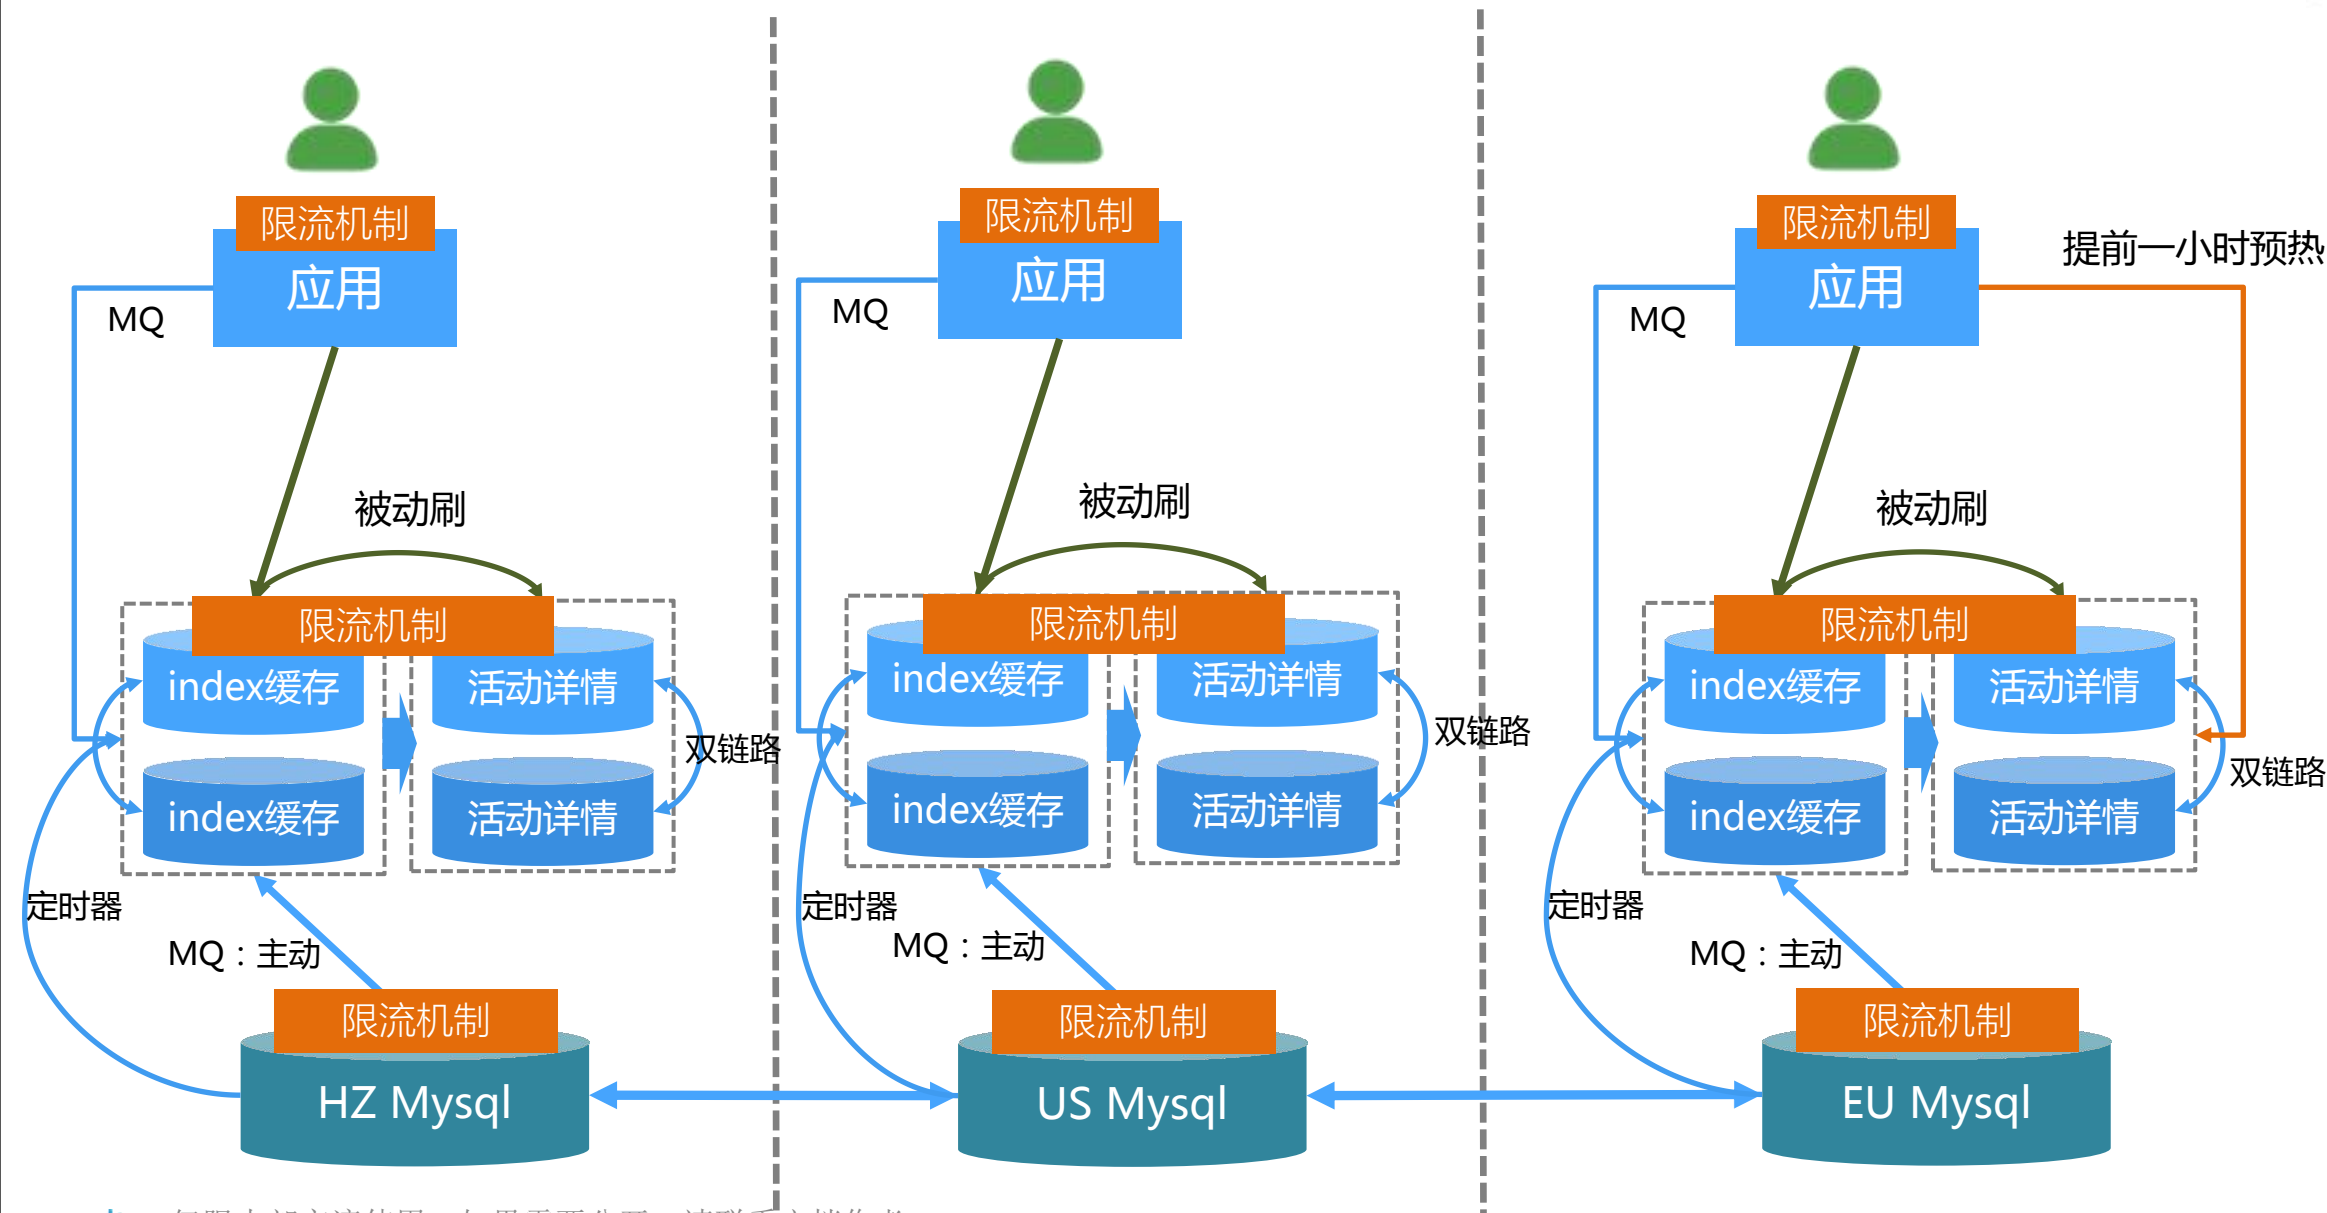 限流机制
应用
MQ
被动刷
限流机制
index缓存
活动详情
双链路
index缓存
活动详情
定时器
MQ：主动
限流机制
HZ Mysql
限流机制
应用
MQ
被动刷
限流机制
index缓存
活动详情
双链路
index缓存
活动详情
定时器
MQ：主动
限流机制
US Mysql
限流机制
应用
提前一小时预热
MQ
被动刷
限流机制
index缓存
活动详情
双链路
index缓存
活动详情
定时器
MQ：主动
限流机制
EU Mysql